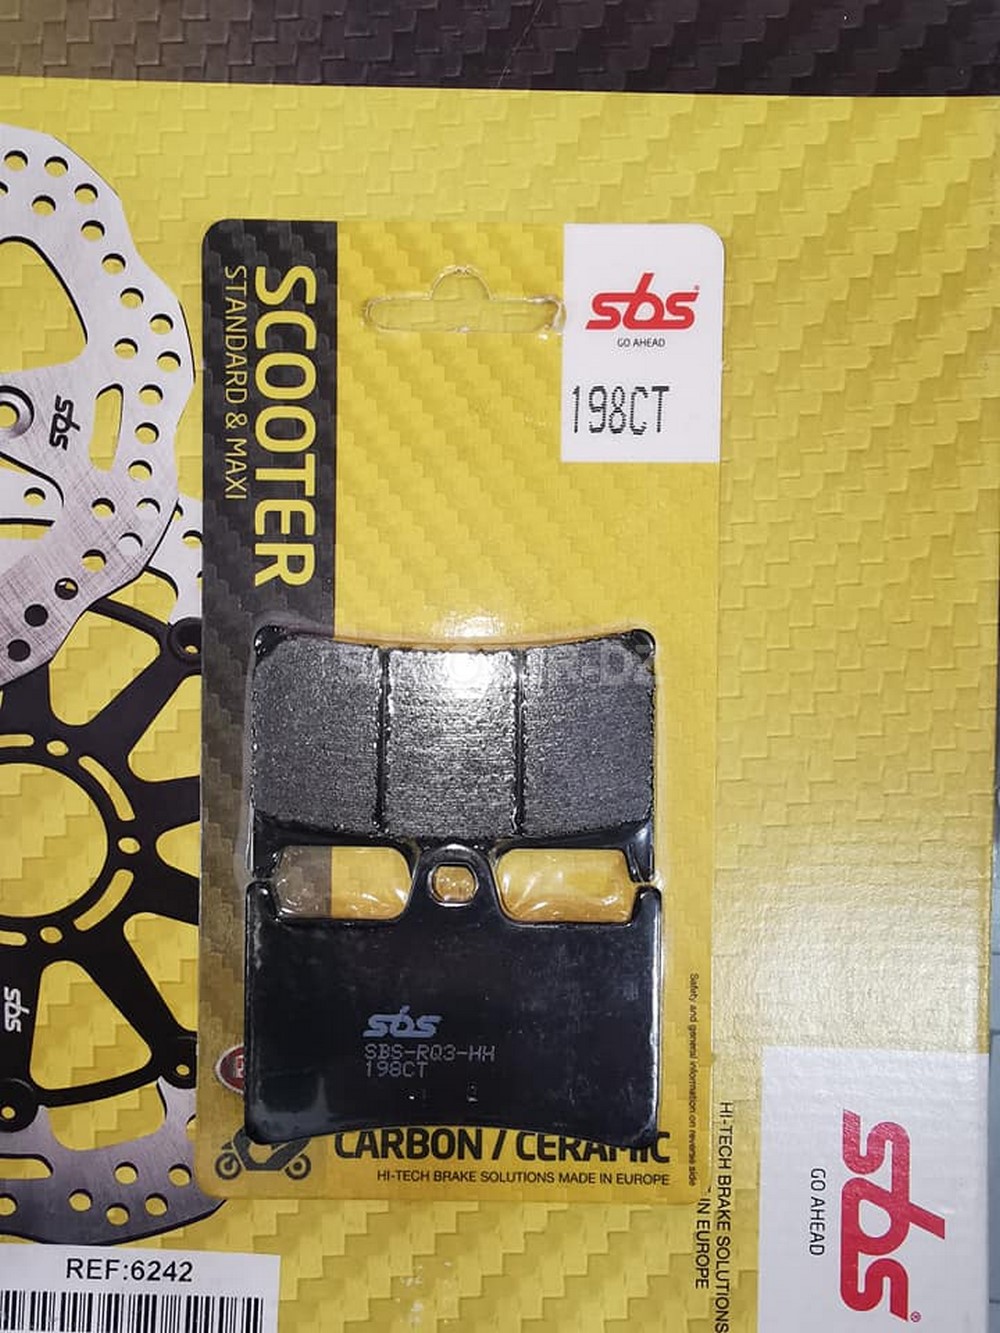 SCOOTER
STANDARD & MAXI
sbs®
GO AHEAD
198CT
sbs
sbs
sbs
SBS-RQ3-HH
198CT
CARBON / CERAMIC
HI-TECH BRAKE SOLUTIONS MADE IN EUROPE
Safety and general information on reverse side
HI-TECH BRAKE SOLUTIONS
IN EUROPE
sbs®
GO AHEAD
REF:6242